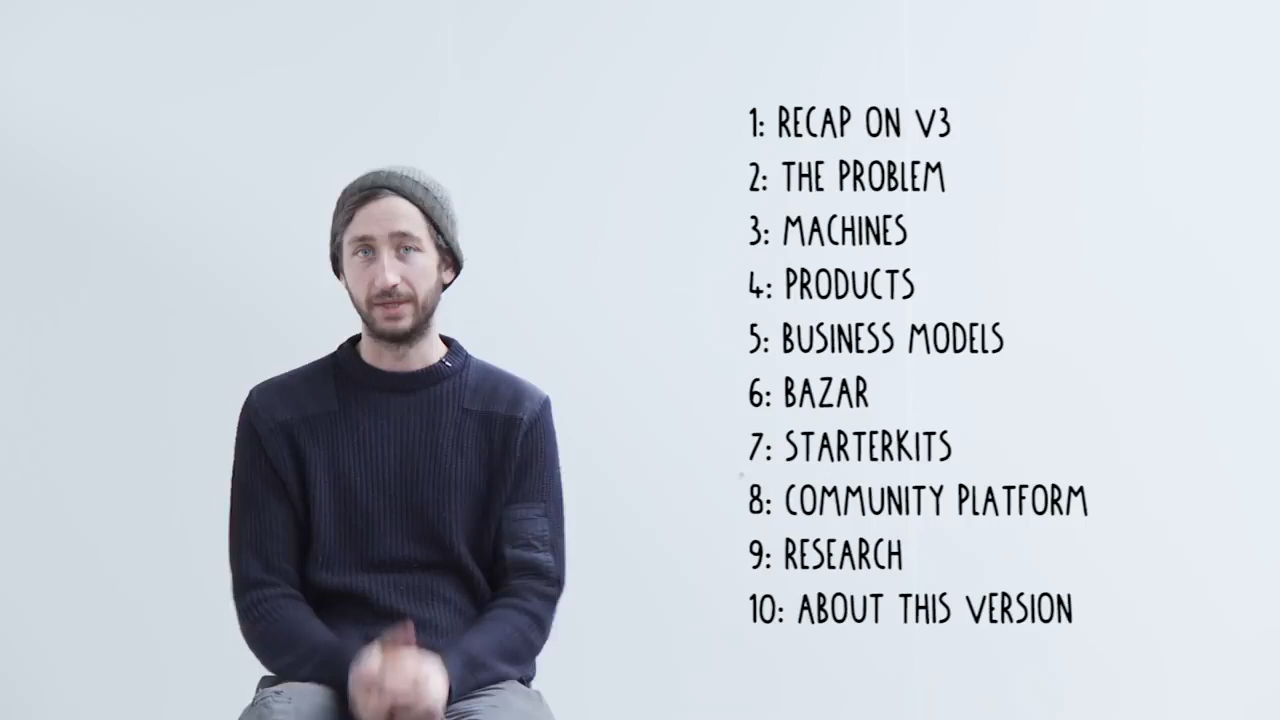 1: RECAP ON V3
2: THE PROBLEM
3: MACHINES
4: PRODUCTS
5: BUSINESS MODELS
6: BAZAR
7: STARTERKITS
8: COMMUNITY PLATFORM
9: RESEARCH
10: ABOUT THIS VERSION